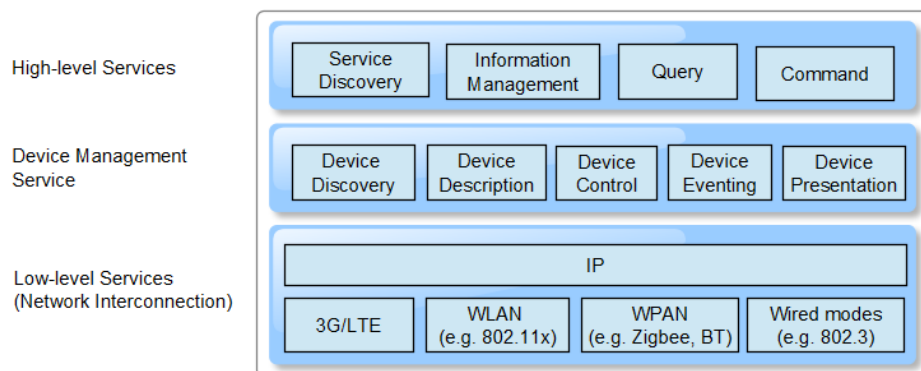 High-level Services
Service
Discovery
Information
Management
Query
Command
Device Management
Service
Device
Discovery
Device
Description
Device
Control
Device
Eventing
Device
Presentation
Low-level Services
(Network Interconnection)
IP
3G/LTE
WLAN
(e.g. 802.11x)
WPAN
(e.g. Zigbee, BT)
Wired modes
(e.g. 802.3)